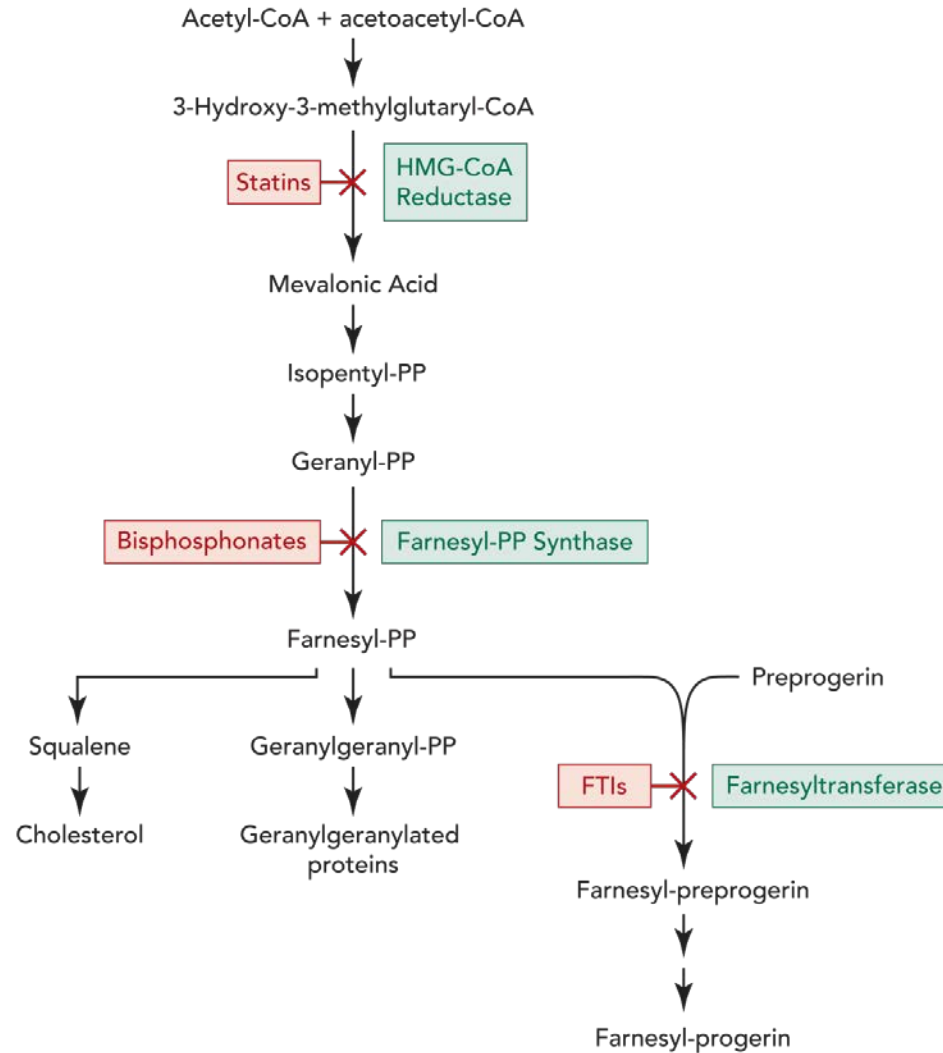 Acetyl-CoA + acetoacetyl-CoA
3-Hydroxy-3-methylglutaryl-CoA
Statins
HMG-CoA
Reductase
Mevalonic Acid
Isopentyl-PP
Geranyl-PP
Bisphosphonates
Farnesyl-PP Synthase
Farnesyl-PP
Preprogerin
Squalene
Geranylgeranyl-PP
FTIs
Farnesyltransferase
Cholesterol
Geranylgeranylated
proteins
Farnesyl-preprogerin
Farnesyl-progerin